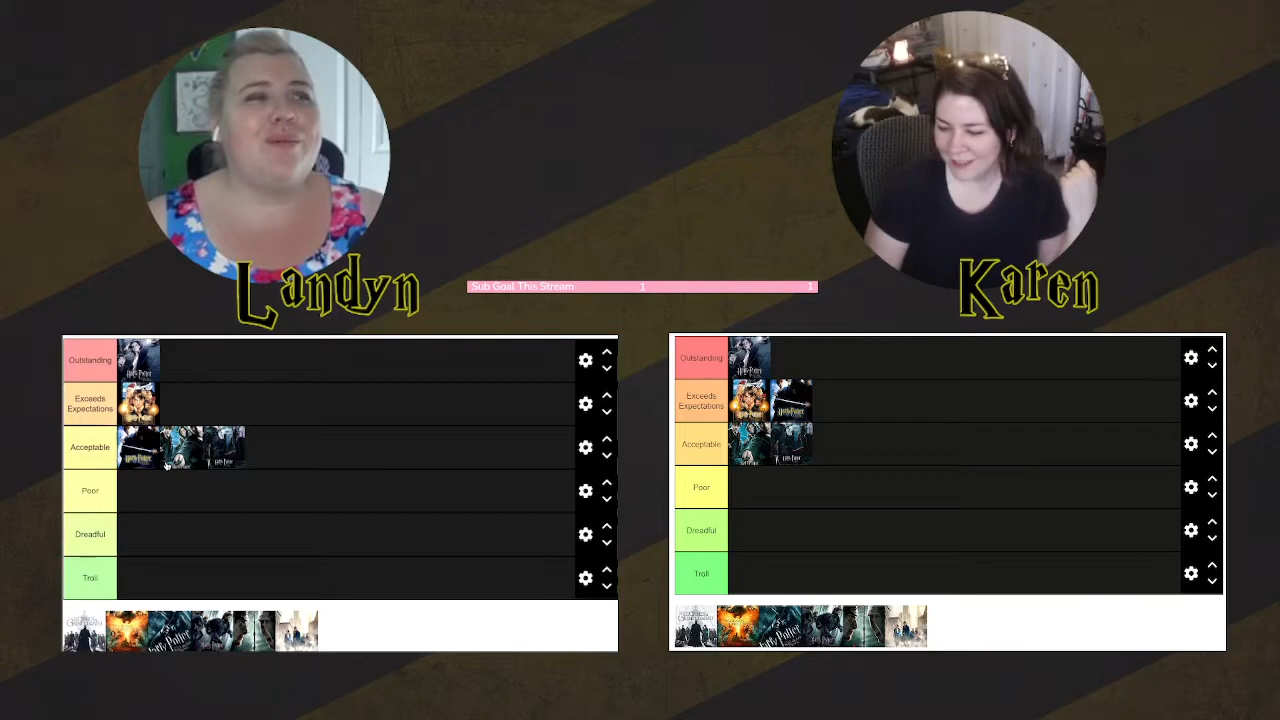 Landyn
Karen
Sub Goal This Stream 1 1
Outstanding
Exceeds
Expectations
Acceptable
Poor
Dreadful
Troll
Outstanding
Exceeds
Expectations
Acceptable
Poor
Dreadful
Troll